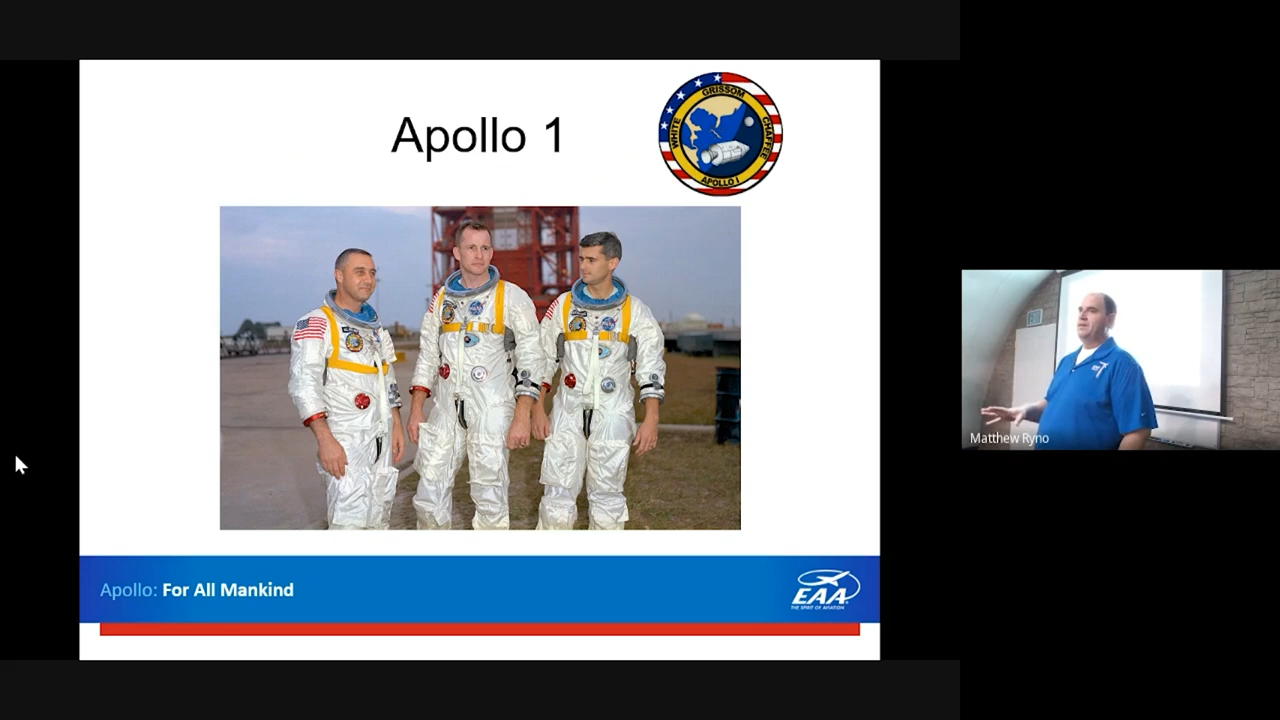 Apollo 1
GRISSOM
WHITE
CHAFFEE
APOLLO 1
Apollo: For All Mankind
EAA
THE SPIRIT OF AVIATION
Matthew Ryno